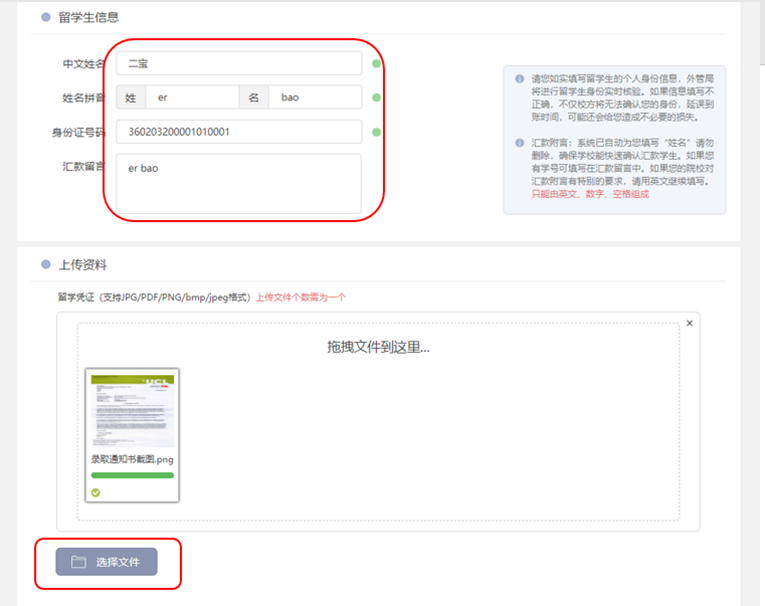 留学生信息
中文姓名 二宝
姓名拼音 姓 er 名 bao
身份证号码 360203200001010001
汇款留言 er bao
请您如实填写留学生的个人身份信息，外管局
将进行留学生身份实时核验。如果信息填写不
正确，不仅校方将无法确认您的身份，延误到
账时间，可能还会给您造成不必要的损失。
汇款附言：系统已自动为您填写“姓名”请勿
删除，确保学校能快速确认汇款学生。如果您
有学号可填写在汇款留言中。如果您的院校对
汇款附言有特别的要求，请用英文继续填写。
只能由英文、数字、空格组成
上传资料
留学凭证（支持JPG/PDF/PNG/bmp/jpeg格式）上传文件个数需为一个
×
拖拽文件到这里...
UCL
录取通知书截图.png
选择文件